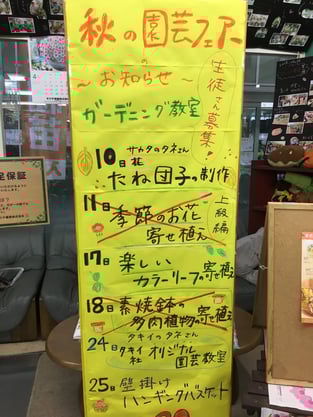 秋の園芸フェアー
～お知らせ～
生徒さん募集!
ガーデニング教室
サカタのタネさん
10日 たね団子の制作
11日 季節のお花 寄せ植え 上級編
17日 楽しい
カラーリーフの寄せ植え
18日 素焼鉢の
多肉植物の寄せ植え
タキイのタネさん
24日 タキイ社 オリジナル
園芸教室
25日 壁掛け
ハンギングバスケット
足保証